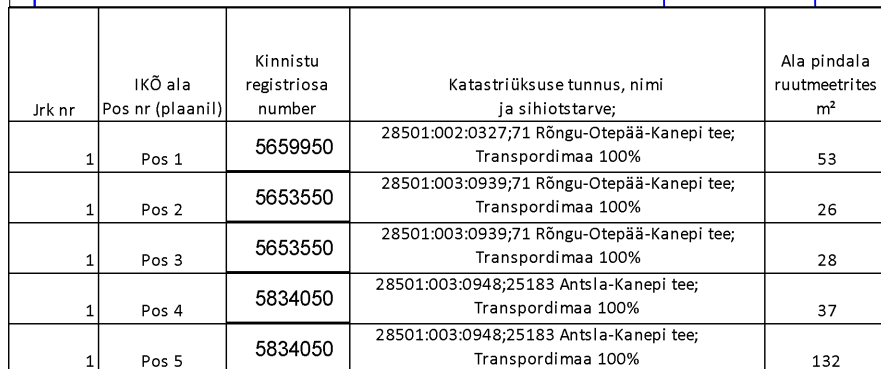 Jrk nr
IKÕ ala
Pos nr (plaanil)
Kinnistu
registriosa
number
Katastriüksuse tunnus, nimi
ja sihiotstarve;
Ala pindala
ruutmeetrites
m²
1
Pos 1
5659950
28501:002:0327;71 Rõngu-Otepää-Kanepi tee;
Transpordimaa 100%
53
1
Pos 2
5653550
28501:003:0939;71 Rõngu-Otepää-Kanepi tee;
Transpordimaa 100%
26
1
Pos 3
5653550
28501:003:0939;71 Rõngu-Otepää-Kanepi tee;
Transpordimaa 100%
28
1
Pos 4
5834050
28501:003:0948;25183 Antsla-Kanepi tee;
Transpordimaa 100%
37
1
Pos 5
5834050
28501:003:0948;25183 Antsla-Kanepi tee;
Transpordimaa 100%
132